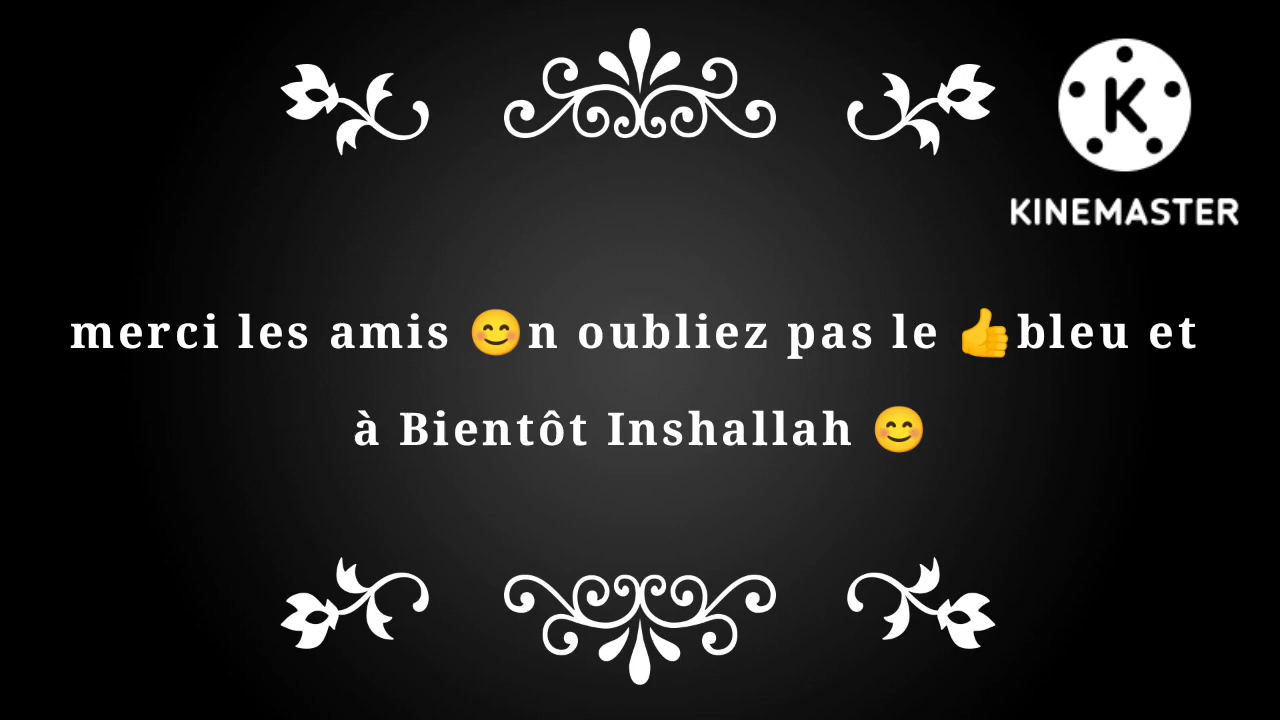 K
KINEMASTER
merci les amis 😊n oubliez pas le 👍bleu et
à Bientôt Inshallah 😊